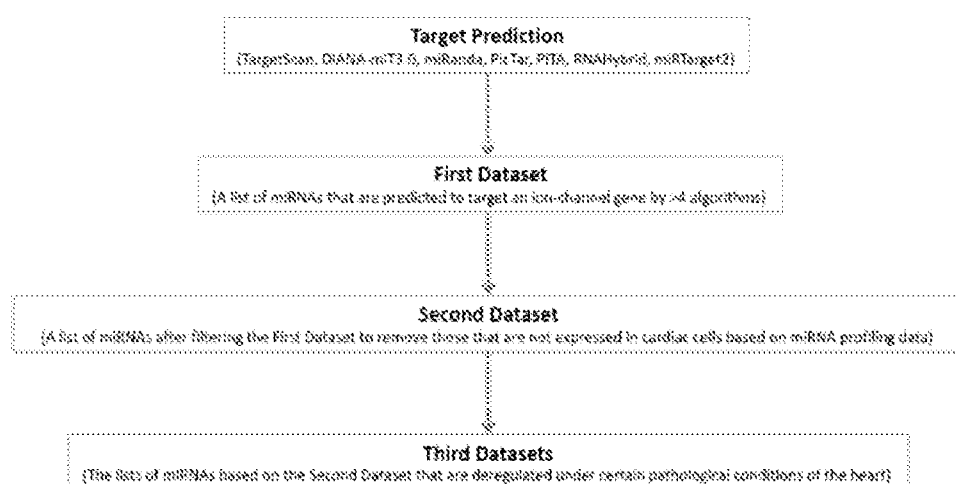 Target Prediction
(TargetScan, DIANA-miT3.0, miRanda, PicTar, PITA, RNAHybrid, miRTarget2)
First Dataset
(A list of miRNAs that are predicted to target an ion-channel gene by >4 algorithms)
Second Dataset
(A list of miRNAs after filtering the First Dataset to remove those that are not expressed in cardiac cells based on miRNA profiling data)
Third Datasets
(The lists of miRNAs based on the Second Dataset that are deregulated under certain pathological conditions of the heart)